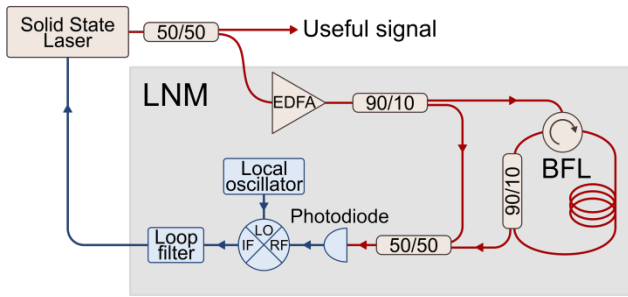 Solid State
Laser
50/50
Useful signal
LNM
EDFA
90/10
BFL
90/10
Local
oscillator
Photodiode
LO
IF
RF
50/50
Loop
filter